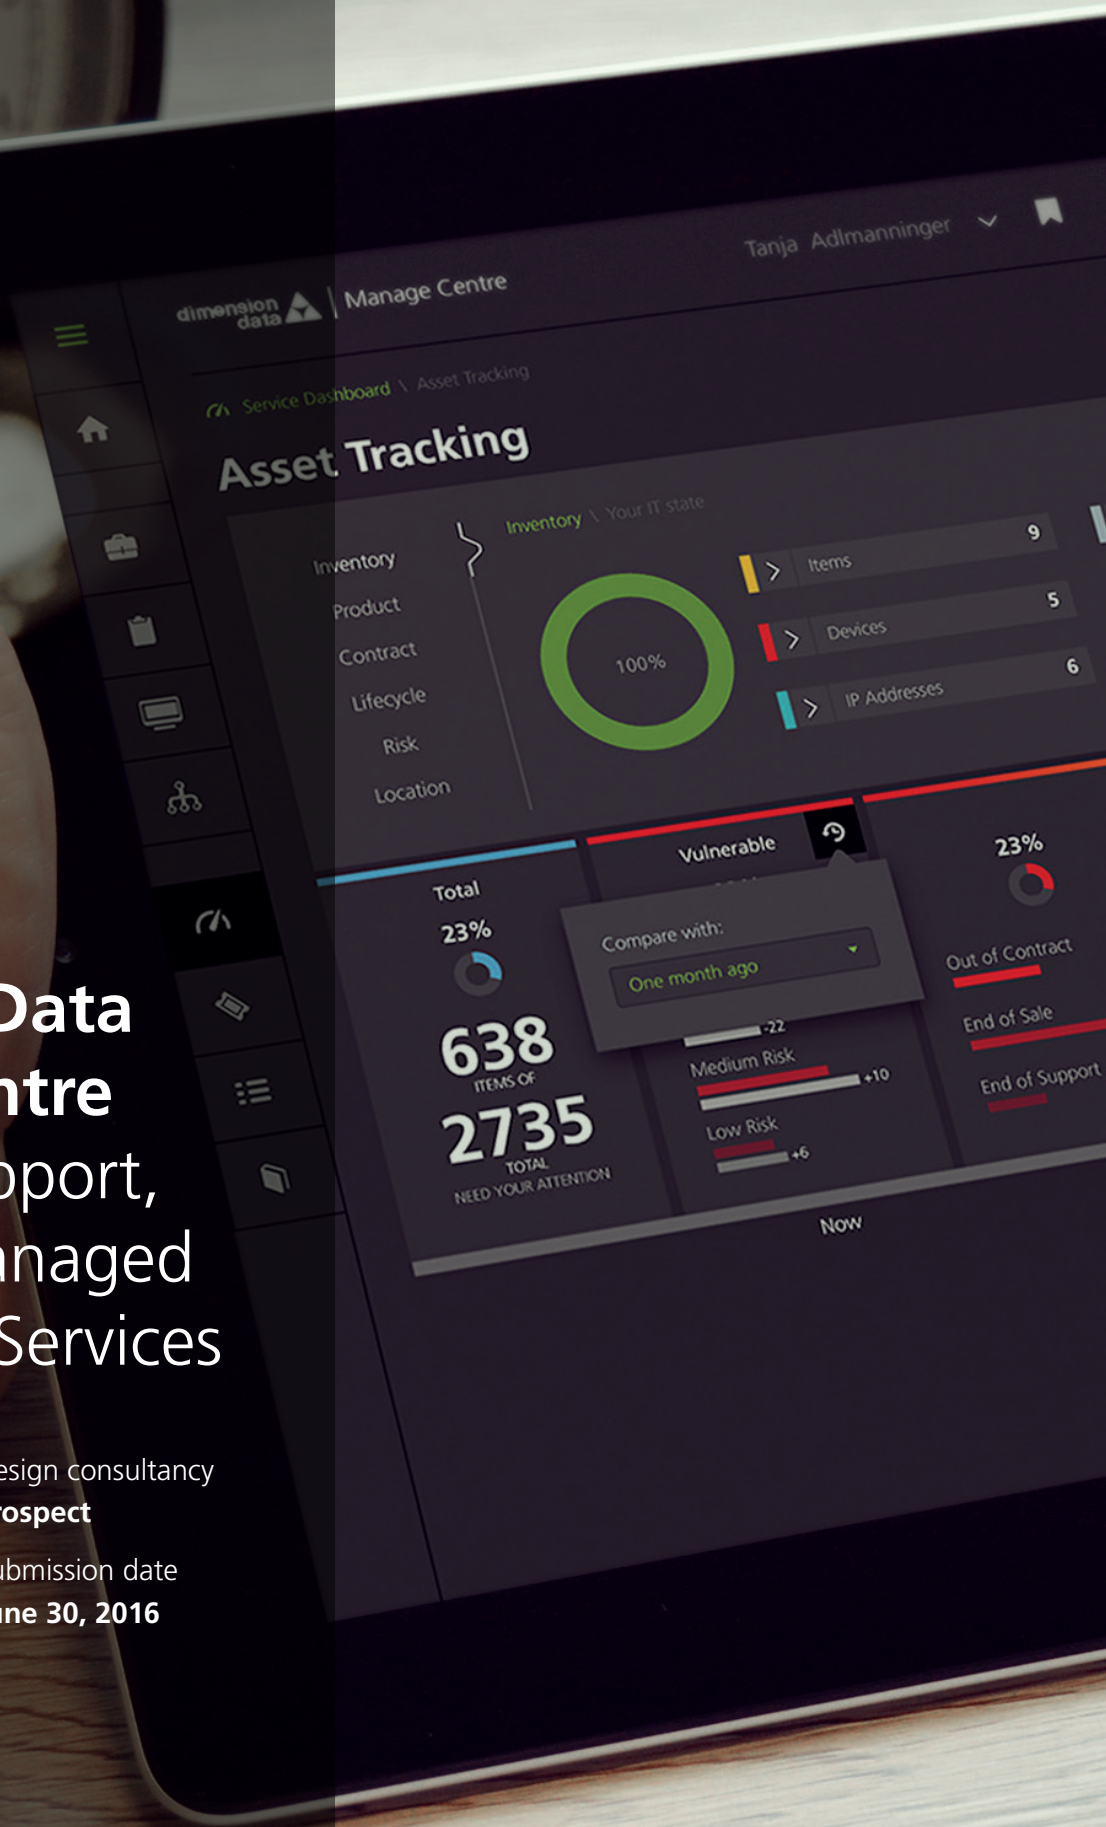 Tanja Adlmanninger
dimension
data
Manage Centre
Service Dashboard \ Asset Tracking
Asset Tracking
Inventory
Product
Contract
Lifecycle
Risk
Location
Inventory \ Your IT state
100%
Items 9
Devices 5
IP Addresses 6
Total
23%
638
ITEMS OF
2735
TOTAL
NEED YOUR ATTENTION
Vulnerable
Compare with:
One month ago
-22
Medium Risk
+10
Low Risk
+6
23%
Out of Contract
End of Sale
End of Support
Now
Data
ntre
pport,
anaged
Services
esign consultancy
rospect
ubmission date
une 30, 2016